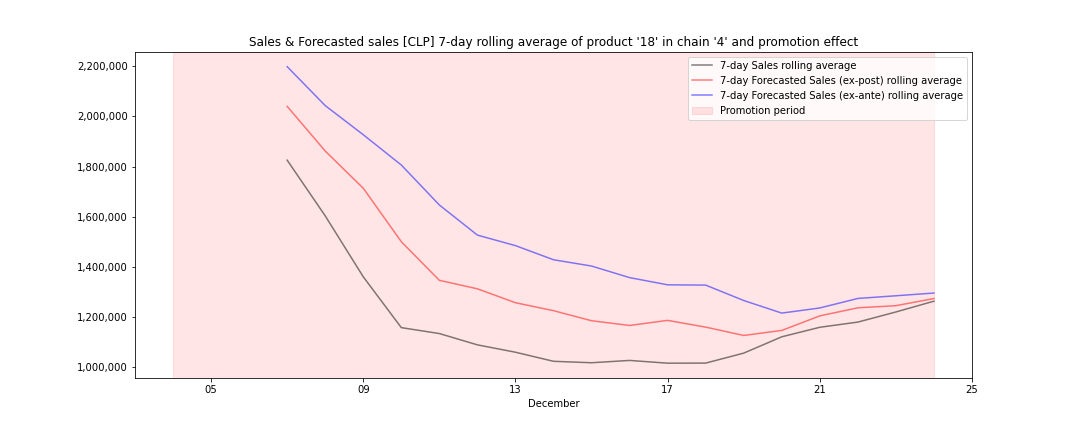 Sales & Forecasted sales [CLP] 7-day rolling average of product '18' in chain '4' and promotion effect
7-day Sales rolling average
7-day Forecasted Sales (ex-post) rolling average
7-day Forecasted Sales (ex-ante) rolling average
Promotion period
2,200,000
2,000,000
1,800,000
1,600,000
1,400,000
1,200,000
1,000,000
05 09 13 17 21 25
December